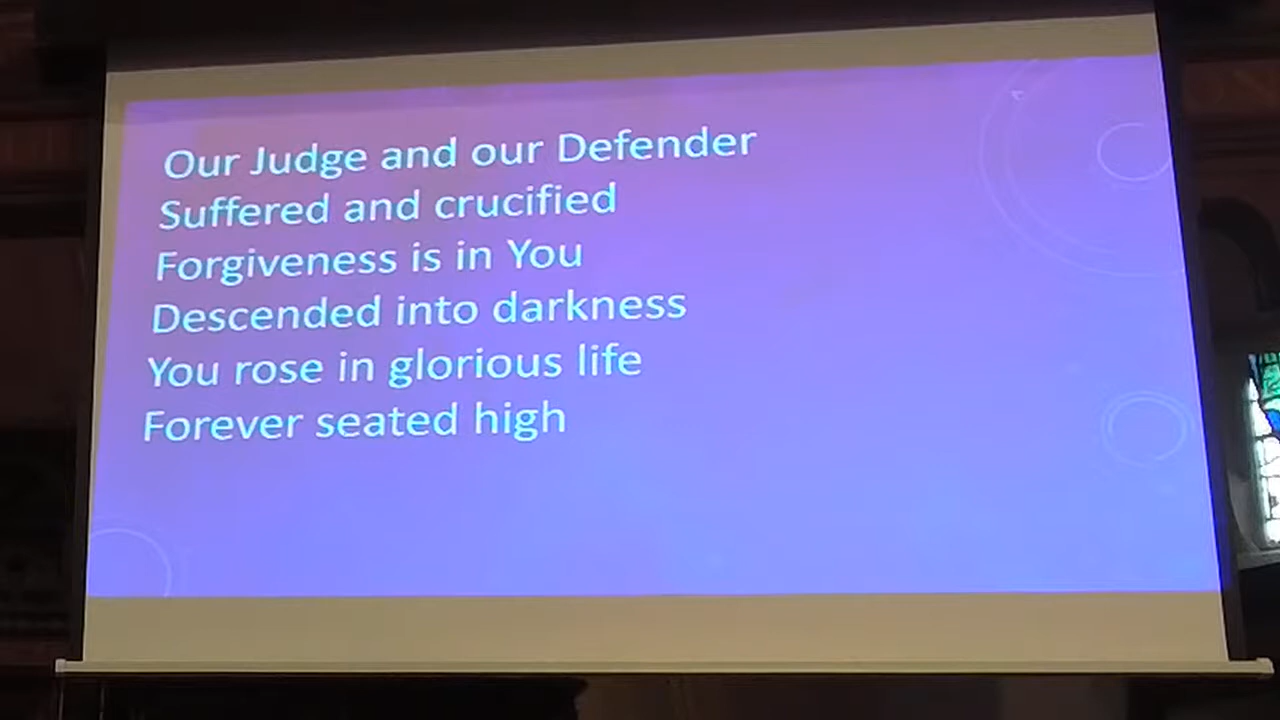 Our Judge and our Defender
Suffered and crucified
Forgiveness is in You
Descended into darkness
You rose in glorious life
Forever seated high